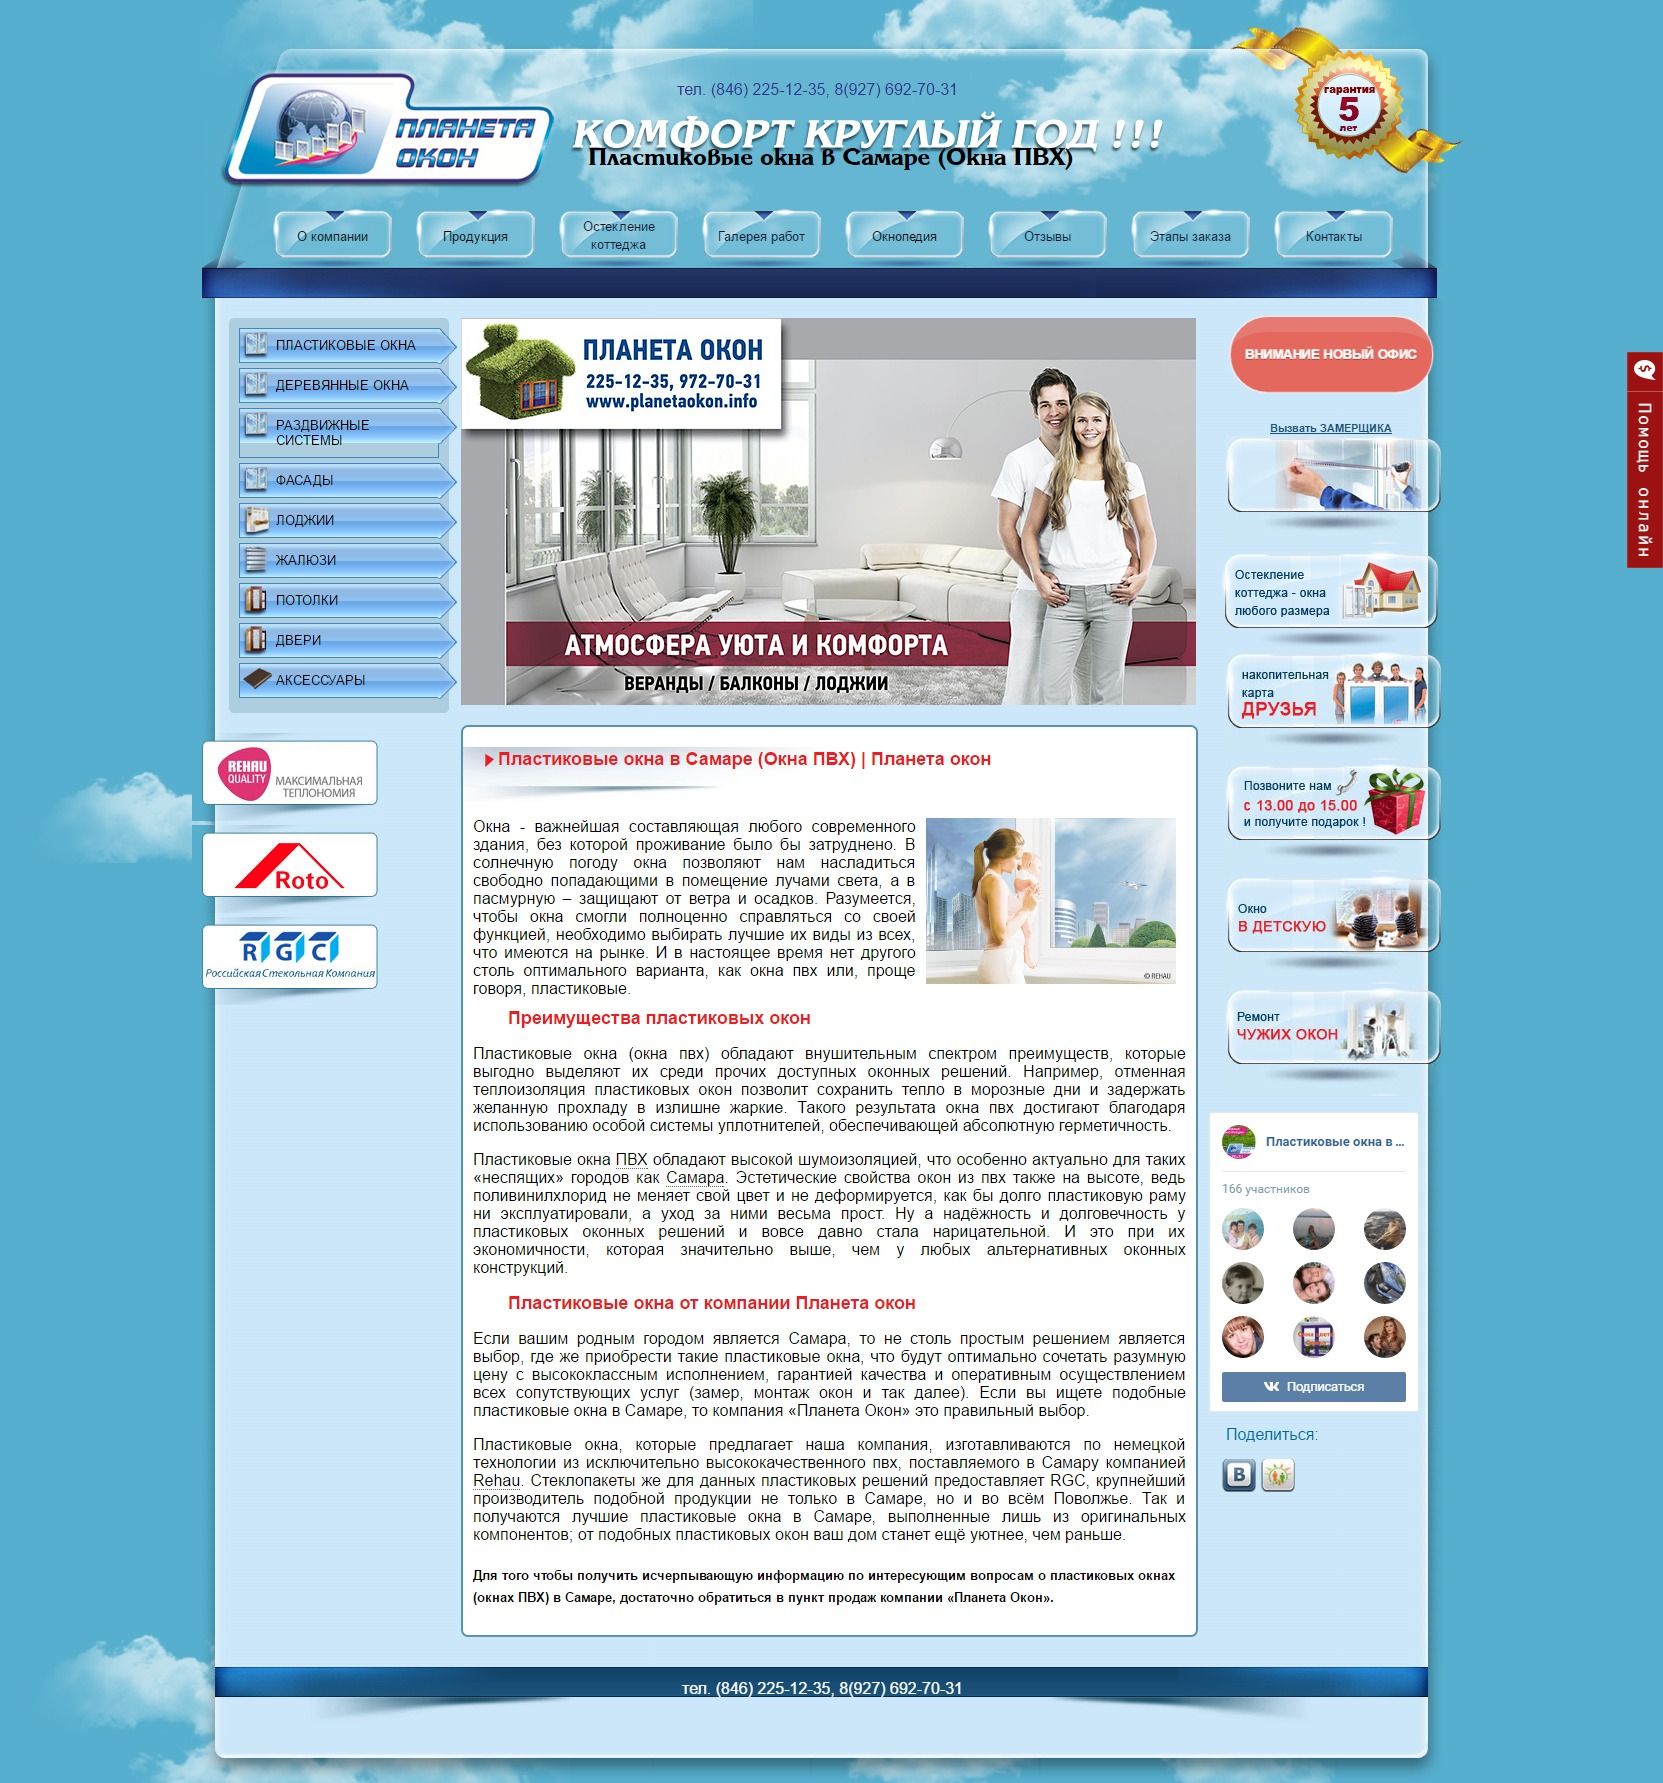 тел. (846) 225-12-35, 8(927) 692-70-31
гарантия
5
лет
ПЛАНЕТА
ОКОН
КОМФОРТ КРУГЛЫЙ ГОД !!!
Пластиковые окна в Самаре (Окна ПВХ)
О компании
Продукция
Остекление
коттеджа
Галерея работ
Окнопедия
Отзывы
Этапы заказа
Контакты
ПЛАСТИКОВЫЕ ОКНА
ДЕРЕВЯННЫЕ ОКНА
РАЗДВИЖНЫЕ
СИСТЕМЫ
ФАСАДЫ
ЛОДЖИИ
ЖАЛЮЗИ
ПОТОЛКИ
ДВЕРИ
АКСЕССУАРЫ
REHAU
QUALITY
МАКСИМАЛЬНАЯ
ТЕПЛОНОМИЯ
Roto
RGC
Российская Стекольная Компания
ПЛАНЕТА ОКОН
225-12-35, 972-70-31
www.planetaokon.info
АТМОСФЕРА УЮТА И КОМФОРТА
ВЕРАНДЫ / БАЛКОНЫ / ЛОДЖИИ
Пластиковые окна в Самаре (Окна ПВХ) | Планета окон
Окна - важнейшая составляющая любого современного
здания, без которой проживание было бы затруднено. В
солнечную погоду окна позволяют нам насладиться
свободно попадающими в помещение лучами света, а в
пасмурную – защищают от ветра и осадков. Разумеется,
чтобы окна смогли полноценно справляться со своей
функцией, необходимо выбирать лучшие их виды из всех,
что имеются на рынке. И в настоящее время нет другого
столь оптимального варианта, как окна пвх или, проще
говоря, пластиковые.
© REHAU
Преимущества пластиковых окон
Пластиковые окна (окна пвх) обладают внушительным спектром преимуществ, которые
выгодно выделяют их среди прочих доступных оконных решений. Например, отменная
теплоизоляция пластиковых окон позволит сохранить тепло в морозные дни и задержать
желанную прохладу в излишне жаркие. Такого результата окна пвх достигают благодаря
использованию особой системы уплотнителей, обеспечивающей абсолютную герметичность.
Пластиковые окна ПВХ обладают высокой шумоизоляцией, что особенно актуально для таких
«неспящих» городов как Самара. Эстетические свойства окон из пвх также на высоте, ведь
поливинилхлорид не меняет свой цвет и не деформируется, как бы долго пластиковую раму
ни эксплуатировали, а уход за ними весьма прост. Ну а надёжность и долговечность у
пластиковых оконных решений и вовсе давно стала нарицательной. И это при их
экономичности, которая значительно выше, чем у любых альтернативных оконных
конструкций.
Пластиковые окна от компании Планета окон
Если вашим родным городом является Самара, то не столь простым решением является
выбор, где же приобрести такие пластиковые окна, что будут оптимально сочетать разумную
цену с высококлассным исполнением, гарантией качества и оперативным осуществлением
всех сопутствующих услуг (замер, монтаж окон и так далее). Если вы ищете подобные
пластиковые окна в Самаре, то компания «Планета Окон» это правильный выбор.
Пластиковые окна, которые предлагает наша компания, изготавливаются по немецкой
технологии из исключительно высококачественного пвх, поставляемого в Самару компанией
Rehau. Стеклопакеты же для данных пластиковых решений предоставляет RGC, крупнейший
производитель подобной продукции не только в Самаре, но и во всём Поволжье. Так и
получаются лучшие пластиковые окна в Самаре, выполненные лишь из оригинальных
компонентов; от подобных пластиковых окон ваш дом станет ещё уютнее, чем раньше.
Для того чтобы получить исчерпывающую информацию по интересующим вопросам о пластиковых окнах
(окнах ПВХ) в Самаре, достаточно обратиться в пункт продаж компании «Планета Окон».
ВНИМАНИЕ НОВЫЙ ОФИС
Вызвать ЗАМЕРЩИКА
Остекление
коттеджа - окна
любого размера
накопительная
карта
ДРУЗЬЯ
Позвоните нам
с 13.00 до 15.00
и получите подарок !
Окно
В ДЕТСКУЮ
Ремонт
ЧУЖИХ ОКОН
Пластиковые окна в ...
166 участников
Подписаться
Поделиться:
В
Помощь онлайн
тел. (846) 225-12-35, 8(927) 692-70-31